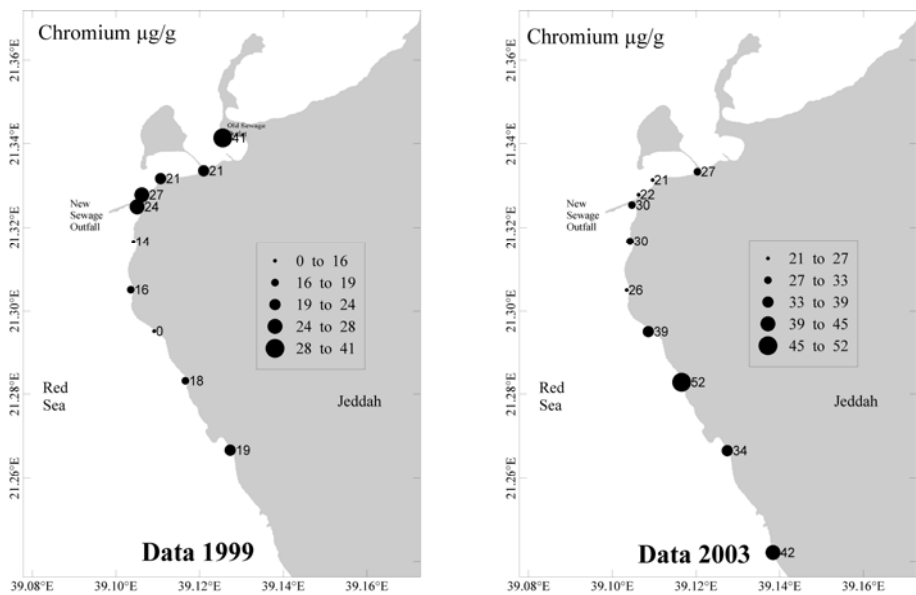 Chromium µg/g
21.36°E
21.34°E
21.32°E
21.30°E
21.28°E
21.26°E
Old Sewage
41
21
21
27
24
New
Sewage
Outfall
14
16
0
18
19
0 to 16
16 to 19
19 to 24
24 to 28
28 to 41
Red
Sea
Jeddah
Data 1999
39.08°E 39.10°E 39.12°E 39.14°E 39.16°E
Chromium µg/g
21.36°E
21.34°E
21.32°E
21.30°E
21.28°E
21.26°E
27
21
22
30
New
Sewage
Outfall
30
26
39
52
34
42
21 to 27
27 to 33
33 to 39
39 to 45
45 to 52
Red
Sea
Jeddah
Data 2003
39.08°E 39.10°E 39.12°E 39.14°E 39.16°E